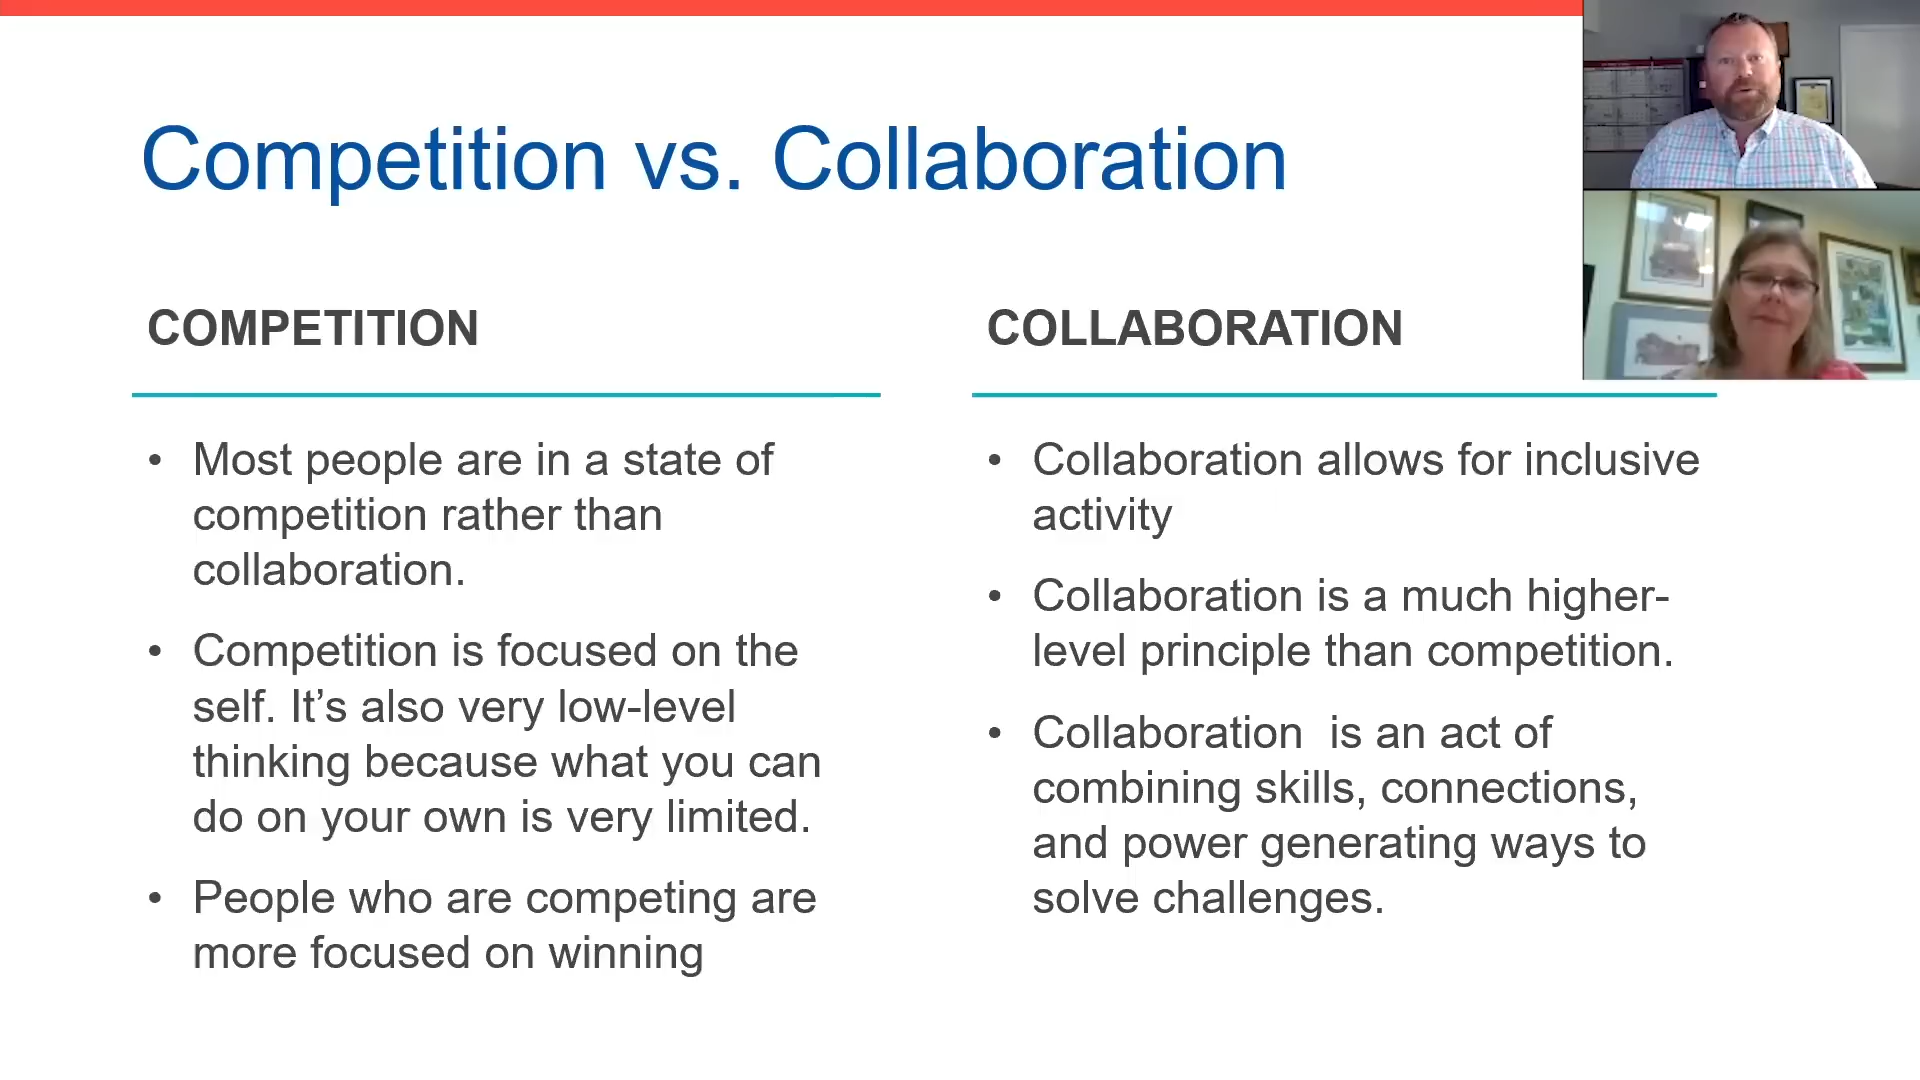 Competition vs. Collaboration
COMPETITION
• Most people are in a state of
competition rather than
collaboration.
• Competition is focused on the
self. It’s also very low-level
thinking because what you can
do on your own is very limited.
• People who are competing are
more focused on winning
COLLABORATION
• Collaboration allows for inclusive
activity
• Collaboration is a much higher-
level principle than competition.
• Collaboration  is an act of
combining skills, connections,
and power generating ways to
solve challenges.